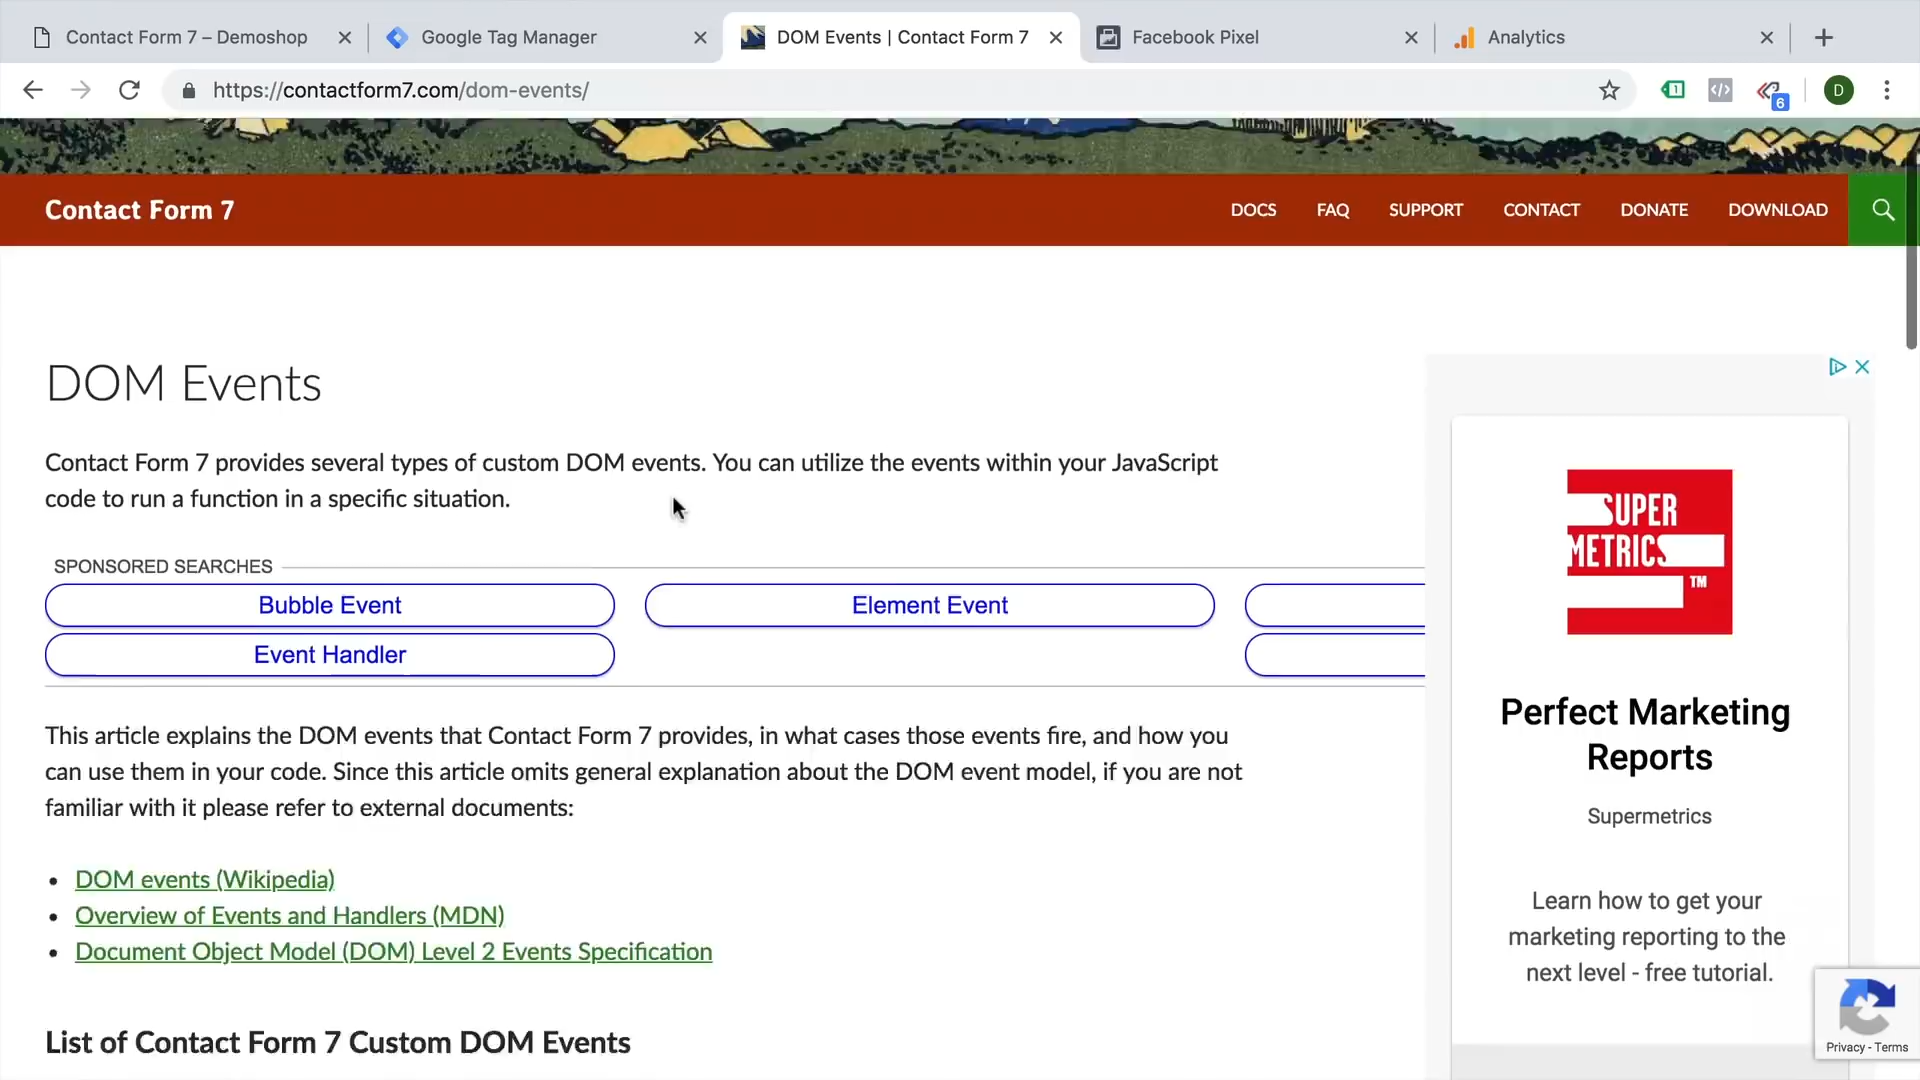 Contact Form 7 – Demoshop
Google Tag Manager
DOM Events | Contact Form 7
Facebook Pixel
Analytics
https://contactform7.com/dom-events/
1
6
D
Contact Form 7
DOCS
FAQ
SUPPORT
CONTACT
DONATE
DOWNLOAD
DOM Events
Contact Form 7 provides several types of custom DOM events. You can utilize the events within your JavaScript
code to run a function in a specific situation.
SPONSORED SEARCHES
Bubble Event
Element Event
Event Handler
This article explains the DOM events that Contact Form 7 provides, in what cases those events fire, and how you
can use them in your code. Since this article omits general explanation about the DOM event model, if you are not
familiar with it please refer to external documents:
• DOM events (Wikipedia)
• Overview of Events and Handlers (MDN)
• Document Object Model (DOM) Level 2 Events Specification
List of Contact Form 7 Custom DOM Events
SUPER
METRICS
TM
Perfect Marketing
Reports
Supermetrics
Learn how to get your
marketing reporting to the
next level - free tutorial.
Privacy - Terms